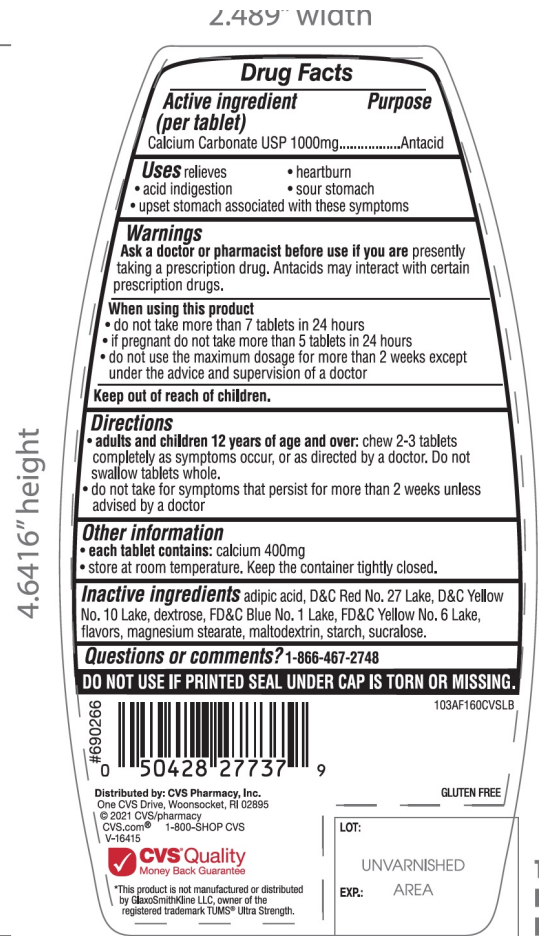 2.489" width
Drug Facts
Active ingredient Purpose
(per tablet)
Calcium Carbonate USP 1000mg.................Antacid
Uses relieves • heartburn
• acid indigestion • sour stomach
• upset stomach associated with these symptoms
Warnings
Ask a doctor or pharmacist before use if you are presently
taking a prescription drug. Antacids may interact with certain
prescription drugs.
When using this product
• do not take more than 7 tablets in 24 hours
• if pregnant do not take more than 5 tablets in 24 hours
• do not use the maximum dosage for more than 2 weeks except
under the advice and supervision of a doctor
Keep out of reach of children.
Directions
• adults and children 12 years of age and over: chew 2-3 tablets
completely as symptoms occur, or as directed by a doctor. Do not
swallow tablets whole.
• do not take for symptoms that persist for more than 2 weeks unless
advised by a doctor
Other information
• each tablet contains: calcium 400mg
• store at room temperature. Keep the container tightly closed.
Inactive ingredients adipic acid, D&C Red No. 27 Lake, D&C Yellow
No. 10 Lake, dextrose, FD&C Blue No. 1 Lake, FD&C Yellow No. 6 Lake,
flavors, magnesium stearate, maltodextrin, starch, sucralose.
Questions or comments? 1-866-467-2748
DO NOT USE IF PRINTED SEAL UNDER CAP IS TORN OR MISSING.
4.6416" height
103AF160CVSLB
#690266
0 50428 27737 9
GLUTEN FREE
Distributed by: CVS Pharmacy, Inc.
One CVS Drive, Woonsocket, RI 02895
© 2021 CVS/pharmacy
CVS.com® 1-800-SHOP CVS
V-16415
CVS® Quality
Money Back Guarantee
*This product is not manufactured or distributed
by GlaxoSmithKline LLC, owner of the
registered trademark TUMS® Ultra Strength.
LOT:
UNVARNISHED
EXP.: AREA